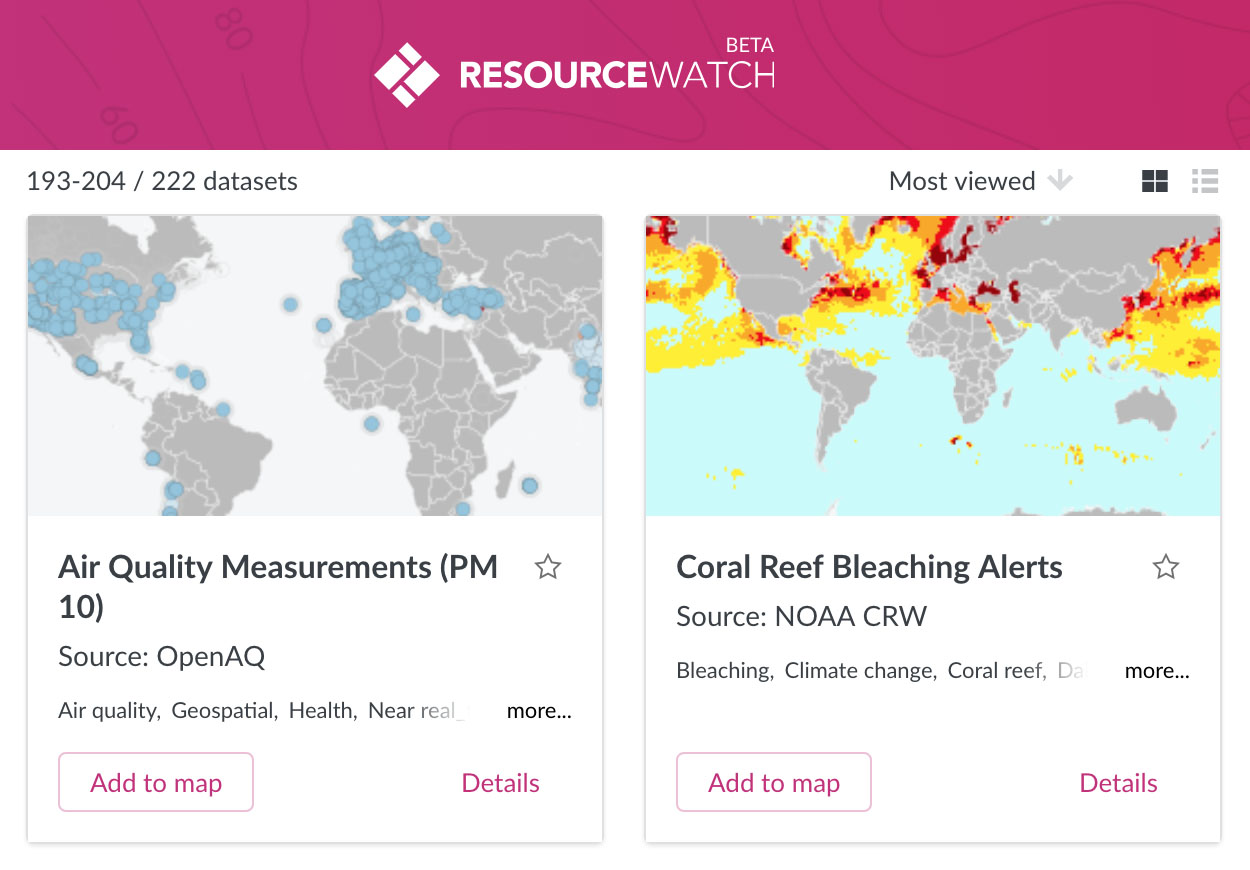 80
60
BETA
RESOURCEWATCH
193-204 / 222 datasets
Most viewed
Air Quality Measurements (PM
10)
Source: OpenAQ
Air quality, Geospatial, Health, Near real_ more...
Add to map
Details
Coral Reef Bleaching Alerts
Source: NOAA CRW
Bleaching, Climate change, Coral reef, Da more...
Add to map
Details